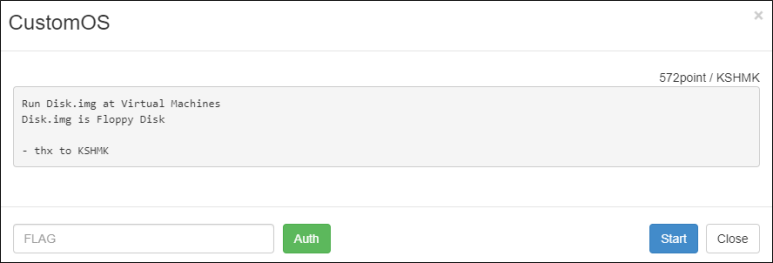 CustomOS
×
572point / KSHMK
Run Disk.img at Virtual Machines
Disk.img is Floppy Disk
- thx to KSHMK
FLAG Auth Start Close